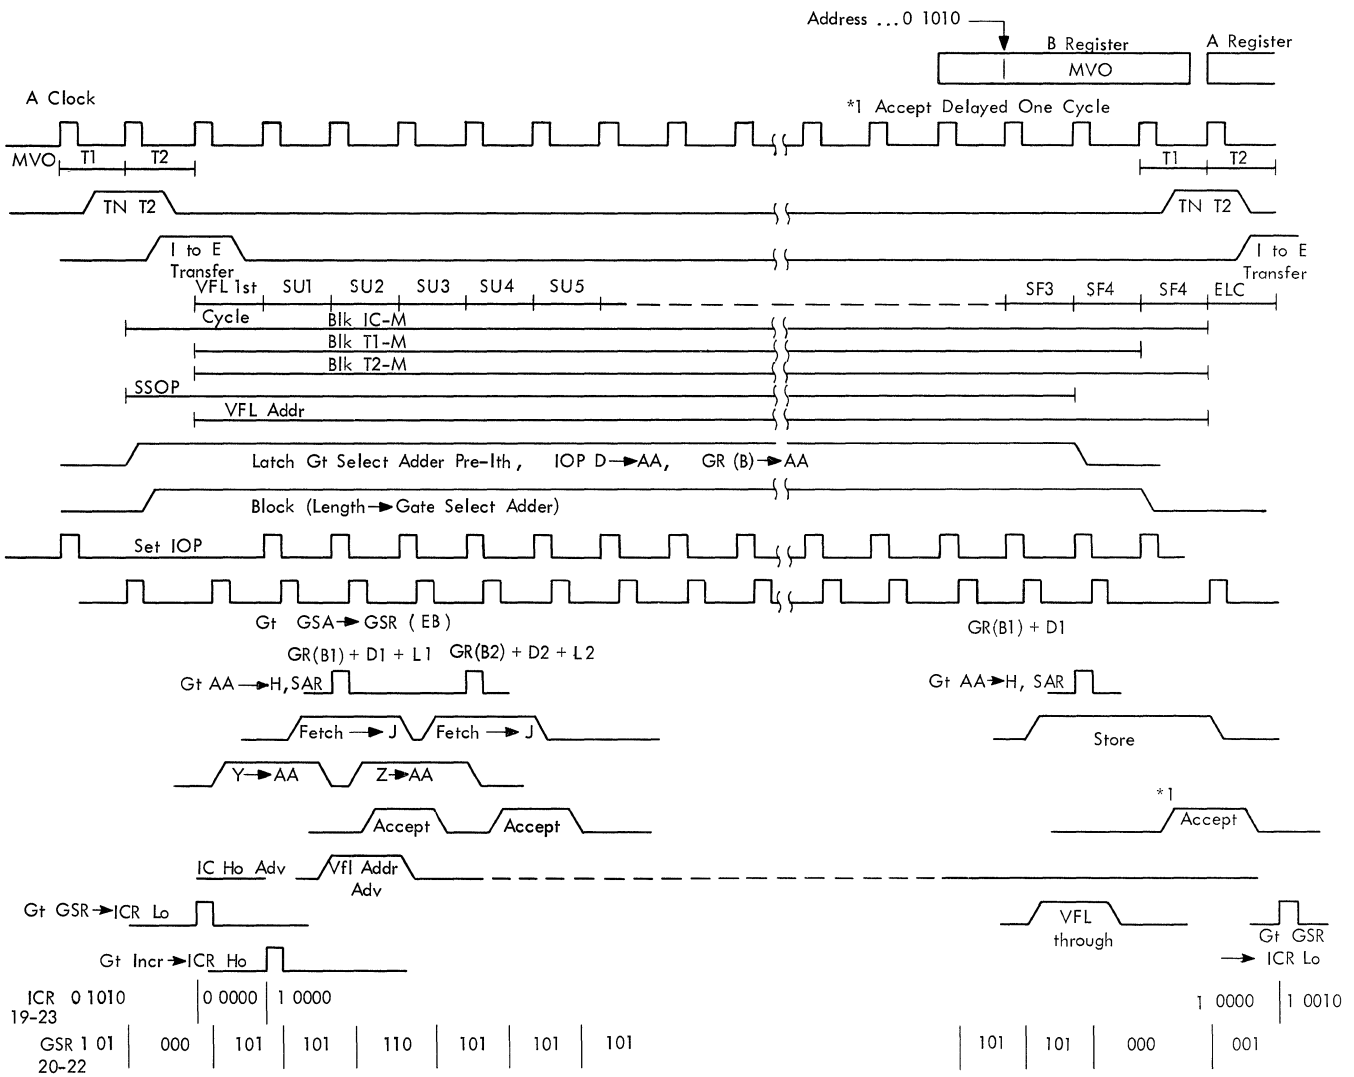 Address ...0 1010
B Register
A Register
MVO
A Clock
*1 Accept Delayed One Cycle
MVO T1 T2 T1 T2
TN T2 TN T2
I to E Transfer I to E Transfer
VFL 1st SU1 SU2 SU3 SU4 SU5 SF3 SF4 SF4 ELC
Cycle Blk IC-M
Blk T1-M
Blk T2-M
SSOP
VFL Addr
Latch Gt Select Adder Pre-Ith, IOP D→AA, GR (B)→AA
Block (Length→Gate Select Adder)
Set IOP
Gt GSA→GSR (EB)
GR(B1) + D1
GR(B1) + D1 + L1 GR(B2) + D2 + L2
Gt AA→H, SAR Gt AA→H, SAR
Fetch → J Fetch → J Store
Y→AA Z→AA
*1
Accept Accept Accept
IC Ho Adv Vfl Addr Adv
Gt GSR→ICR Lo VFL through Gt GSR → ICR Lo
Gt Incr→ICR Ho
ICR 0 1010 0 0000 1 0000 1 0000 1 0010
19-23
GSR 1 01 000 101 101 110 101 101 101 101 101 000 001
20-22